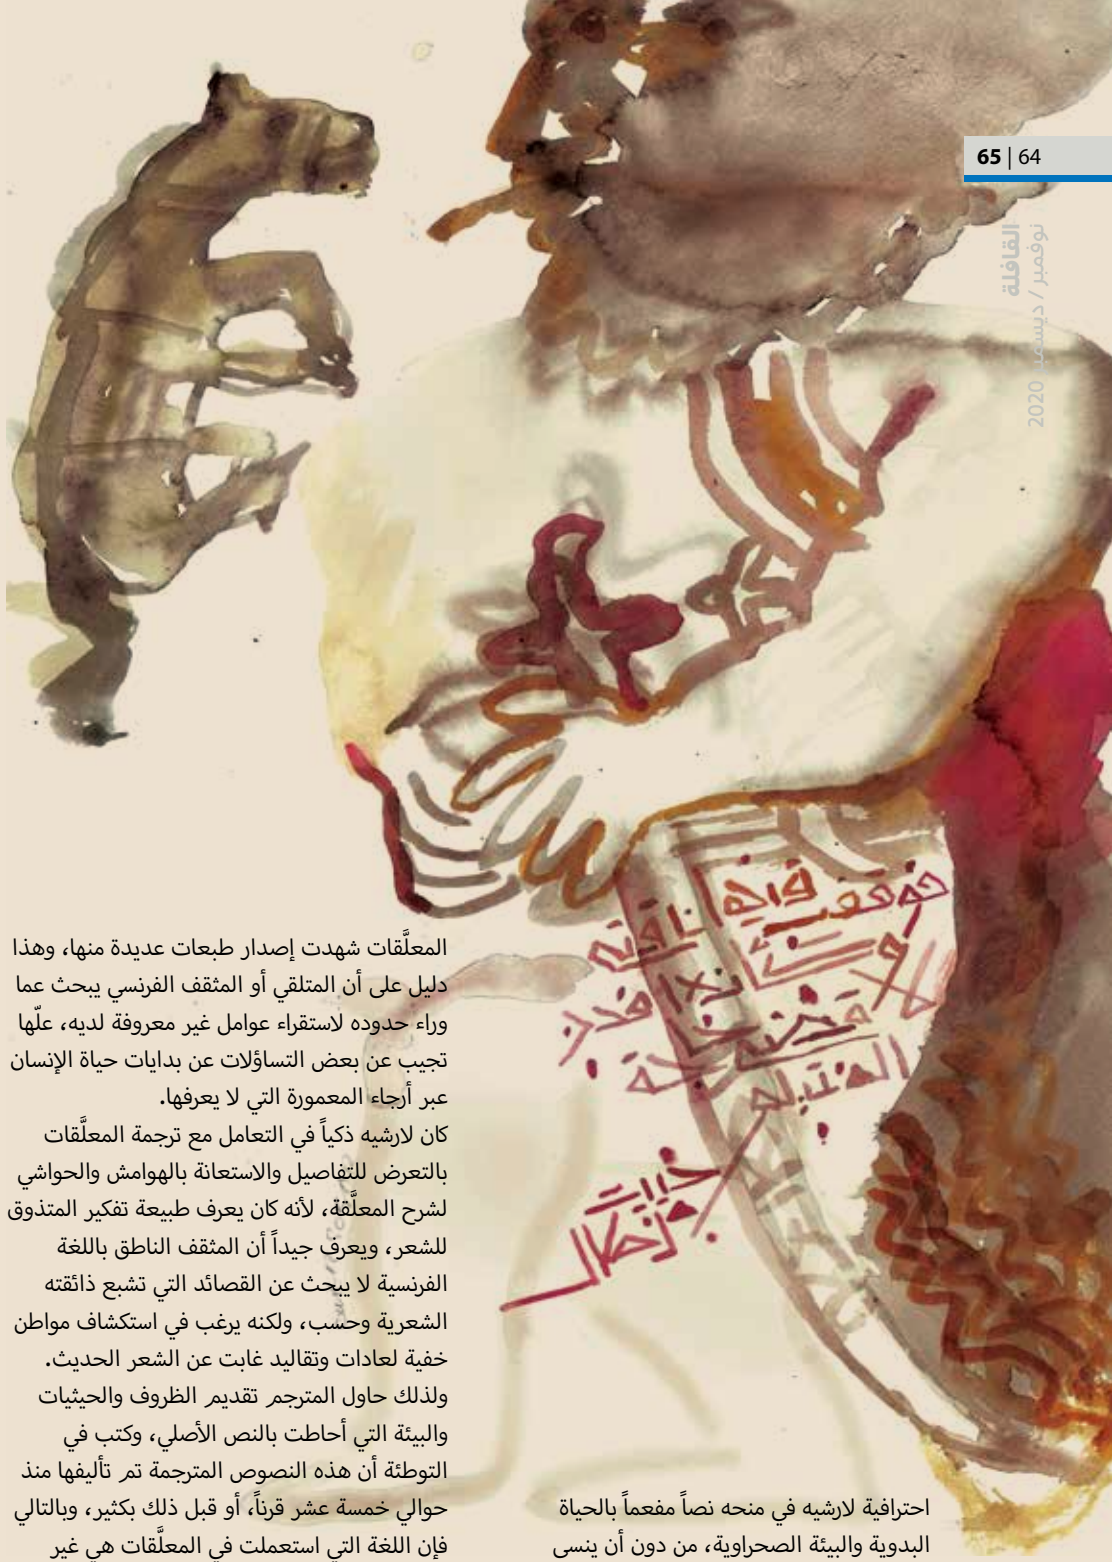 65 | 64
القافلة
نوفمبر / ديسمبر 2020
احترافية لارشيه في منحه نصاً مفعماً بالحياة
البدوية والبيئة الصحراوية، من دون أن ينسى
المعلَّقات شهدت إصدار طبعات عديدة منها، وهذا
دليل على أن المتلقي أو المثقف الفرنسي يبحث عما
وراء حدوده لاستقراء عوامل غير معروفة لديه، علّها
تجيب عن بعض التساؤلات عن بدايات حياة الإنسان
عبر أرجاء المعمورة التي لا يعرفها.
كان لارشيه ذكياً في التعامل مع ترجمة المعلَّقات
بالتعرض للتفاصيل والاستعانة بالهوامش والحواشي
لشرح المعلَّقة، لأنه كان يعرف طبيعة تفكير المتذوق
للشعر، ويعرف جيداً أن المثقف الناطق باللغة
الفرنسية لا يبحث عن القصائد التي تشبع ذائقته
الشعرية وحسب، ولكنه يرغب في استكشاف مواطن
خفية لعادات وتقاليد غابت عن الشعر الحديث.
ولذلك حاول المترجم تقديم الظروف والحيثيات
والبيئة التي أحاطت بالنص الأصلي، وكتب في
التوطئة أن هذه النصوص المترجمة تم تأليفها منذ
حوالي خمسة عشر قرناً، أو قبل ذلك بكثير، وبالتالي
فإن اللغة التي استعملت في المعلَّقات هي غير